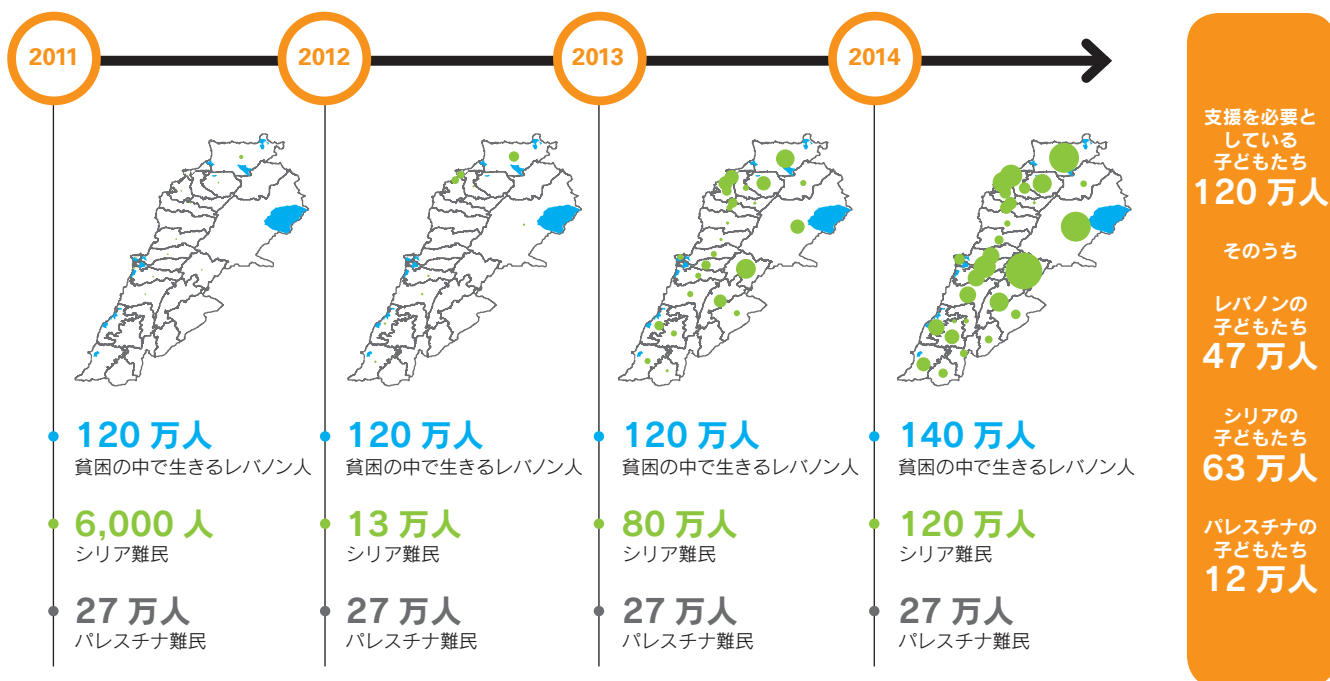 2011
2012
2013
2014
120 万人
貧困の中で生きるレバノン人
6,000 人
シリア難民
27 万人
パレスチナ難民
120 万人
貧困の中で生きるレバノン人
13 万人
シリア難民
27 万人
パレスチナ難民
120 万人
貧困の中で生きるレバノン人
80 万人
シリア難民
27 万人
パレスチナ難民
140 万人
貧困の中で生きるレバノン人
120 万人
シリア難民
27 万人
パレスチナ難民
支援を必要と
している
子どもたち
120 万人
そのうち
レバノンの
子どもたち
47 万人
シリアの
子どもたち
63 万人
パレスチナの
子どもたち
12 万人